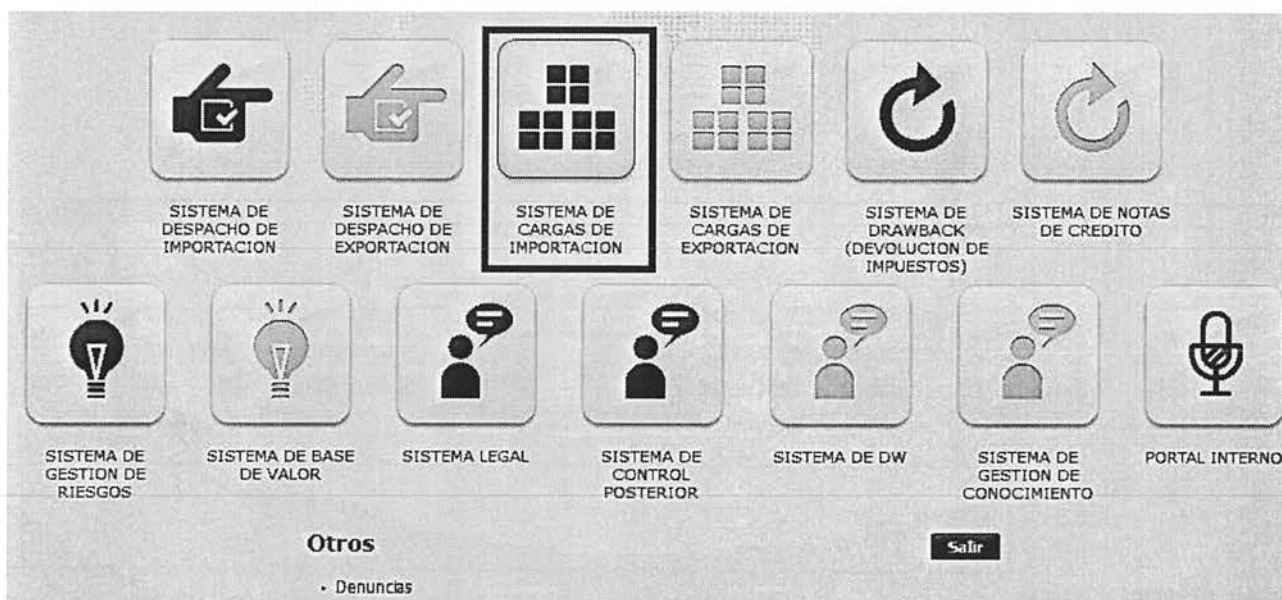 SISTEMA DE
DESPACHO DE
IMPORTACION
SISTEMA DE
DESPACHO DE
EXPORTACION
SISTEMA DE
CARGAS DE
IMPORTACION
SISTEMA DE
CARGAS DE
EXPORTACION
SISTEMA DE
DRAWBACK
(DEVOLUCION DE
IMPUESTOS)
SISTEMA DE NOTAS
DE CREDITO
SISTEMA DE
GESTION DE
RIESGOS
SISTEMA DE BASE
DE VALOR
SISTEMA LEGAL
SISTEMA DE
CONTROL
POSTERIOR
SISTEMA DE DW
SISTEMA DE
GESTION DE
CONOCIMIENTO
PORTAL INTERNO
Otros
Salir
• Denuncias